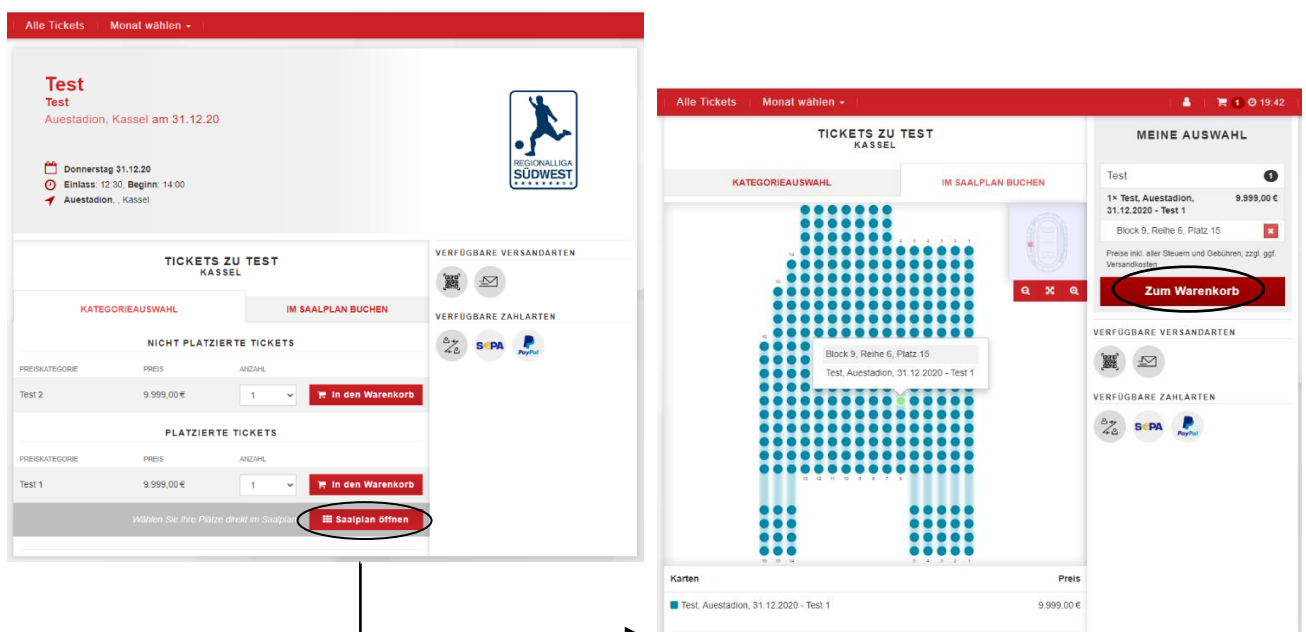 Alle Tickets Monat wählen
Test
Test
Auestadion, Kassel am 31.12.20
Donnerstag 31.12.20
Einlass: 12:30, Beginn: 14:00
Auestadion, , Kassel
REGIONALLIGA
SÜDWEST
TICKETS ZU TEST
KASSEL
KATEGORIEAUSWAHL IM SAALPLAN BUCHEN
NICHT PLATZIERTE TICKETS
PREISKATEGORIE PREIS ANZAHL
Test 2 9.999,00 € 1 In den Warenkorb
PLATZIERTE TICKETS
PREISKATEGORIE PREIS ANZAHL
Test 1 9.999,00 € 1 In den Warenkorb
Wählen Sie Ihre Plätze direkt im Saalplan Saalplan öffnen
VERFÜGBARE VERSANDARTEN
VERFÜGBARE ZAHLARTEN
SEPA PayPal
Alle Tickets Monat wählen 1 19:42
TICKETS ZU TEST
KASSEL
KATEGORIEAUSWAHL IM SAALPLAN BUCHEN
Block 9, Reihe 6, Platz 15
Test, Auestadion, 31.12.2020 - Test 1
Karten Preis
Test, Auestadion, 31.12.2020 - Test 1 9.999,00 €
MEINE AUSWAHL
Test 1
1× Test, Auestadion, 9.999,00 €
31.12.2020 - Test 1
Block 9, Reihe 6, Platz 15
Preise inkl. aller Steuern und Gebühren, zzgl. ggf.
Versandkosten
Zum Warenkorb
VERFÜGBARE VERSANDARTEN
VERFÜGBARE ZAHLARTEN
SEPA PayPal